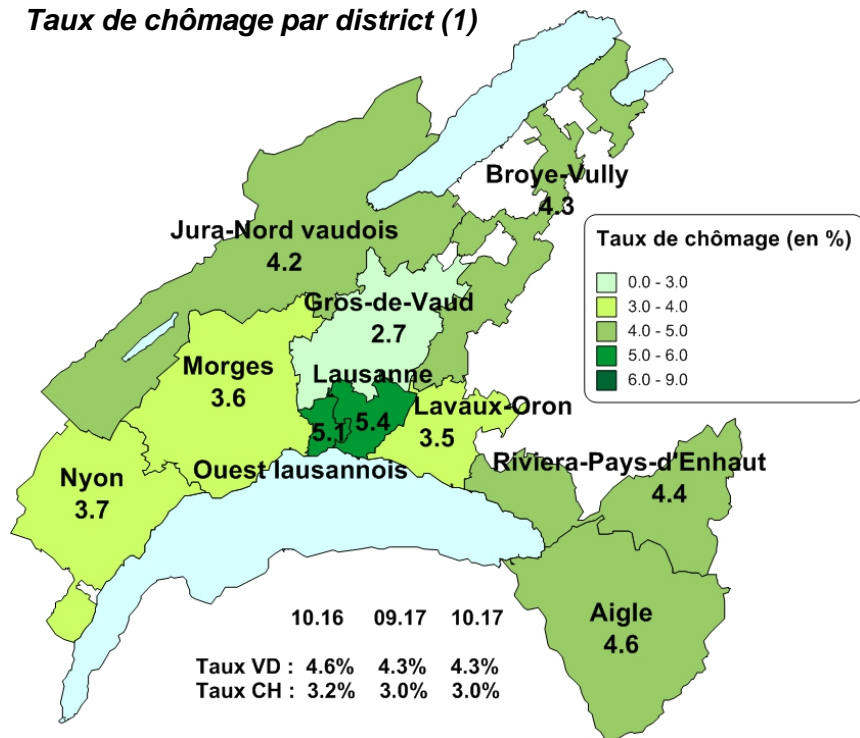 Taux de chômage par district (1)
Broye-Vully
4.3
Jura-Nord vaudois
4.2
Taux de chômage (en %)
0.0 - 3.0
3.0 - 4.0
4.0 - 5.0
5.0 - 6.0
6.0 - 9.0
Gros-de-Vaud
2.7
Morges
3.6
Lausanne
5.4
5.1
Lavaux-Oron
3.5
Ouest lausannois
Riviera-Pays-d'Enhaut
4.4
Nyon
3.7
Aigle
4.6
10.16 09.17 10.17
Taux VD : 4.6% 4.3% 4.3%
Taux CH : 3.2% 3.0% 3.0%